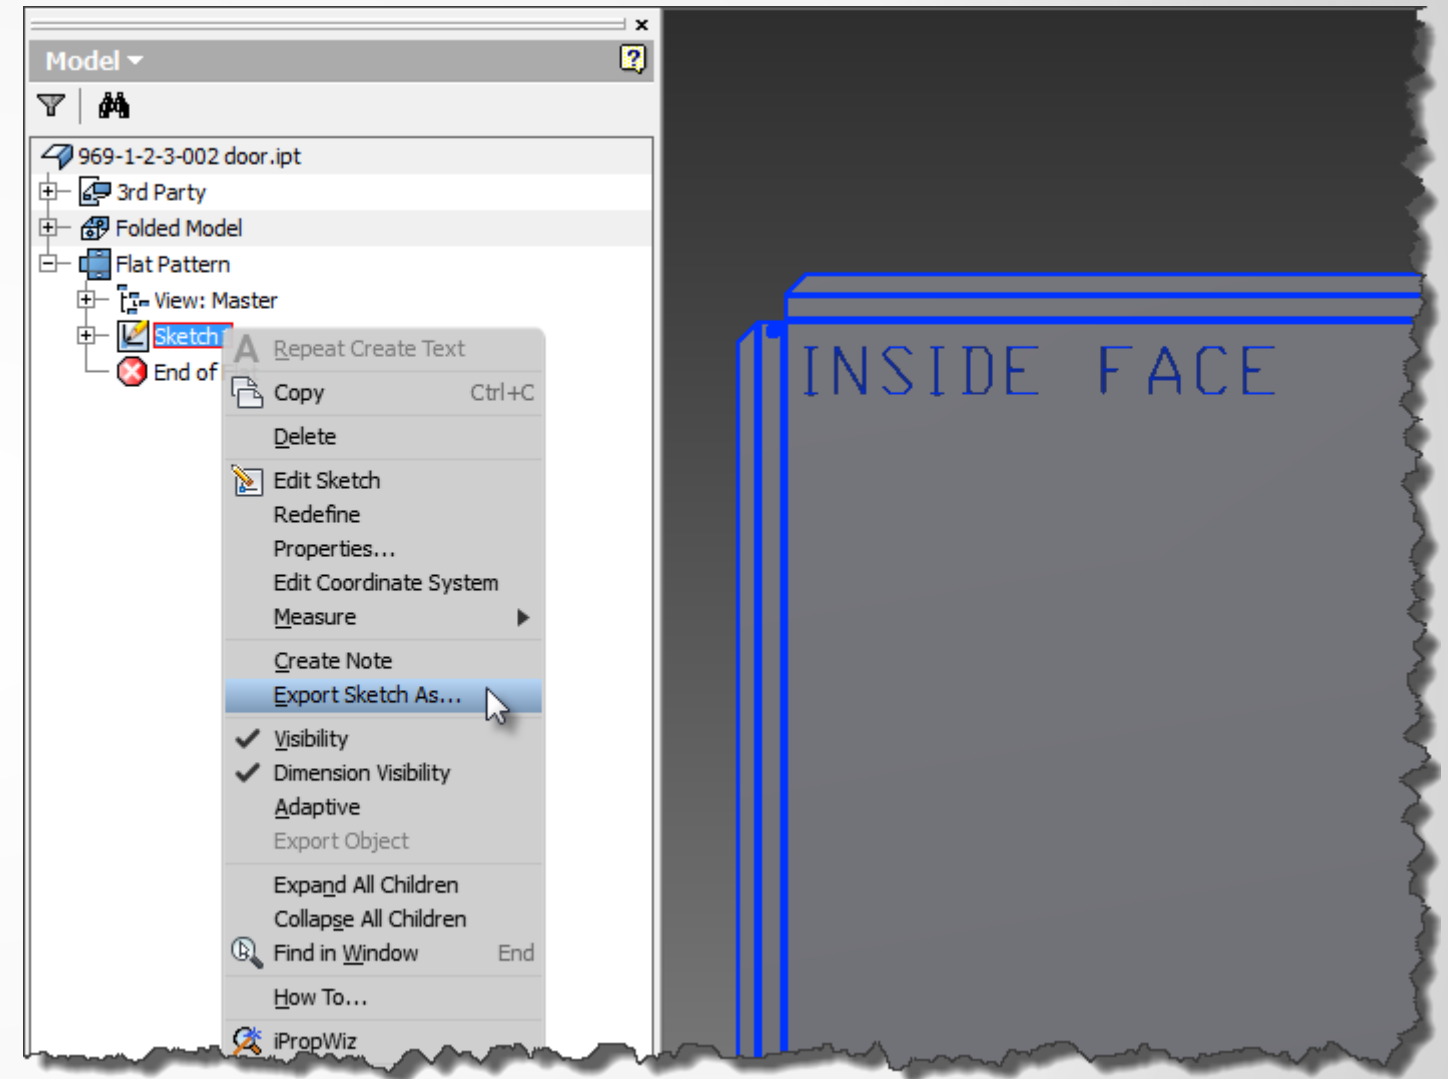 Model
969-1-2-3-002 door.ipt
3rd Party
Folded Model
Flat Pattern
View: Master
Sketch
End of
Repeat Create Text
Copy Ctrl+C
Delete
Edit Sketch
Redefine
Properties...
Edit Coordinate System
Measure
Create Note
Export Sketch As...
Visibility
Dimension Visibility
Adaptive
Export Object
Expand All Children
Collapse All Children
Find in Window End
How To...
iPropWiz
INSIDE FACE